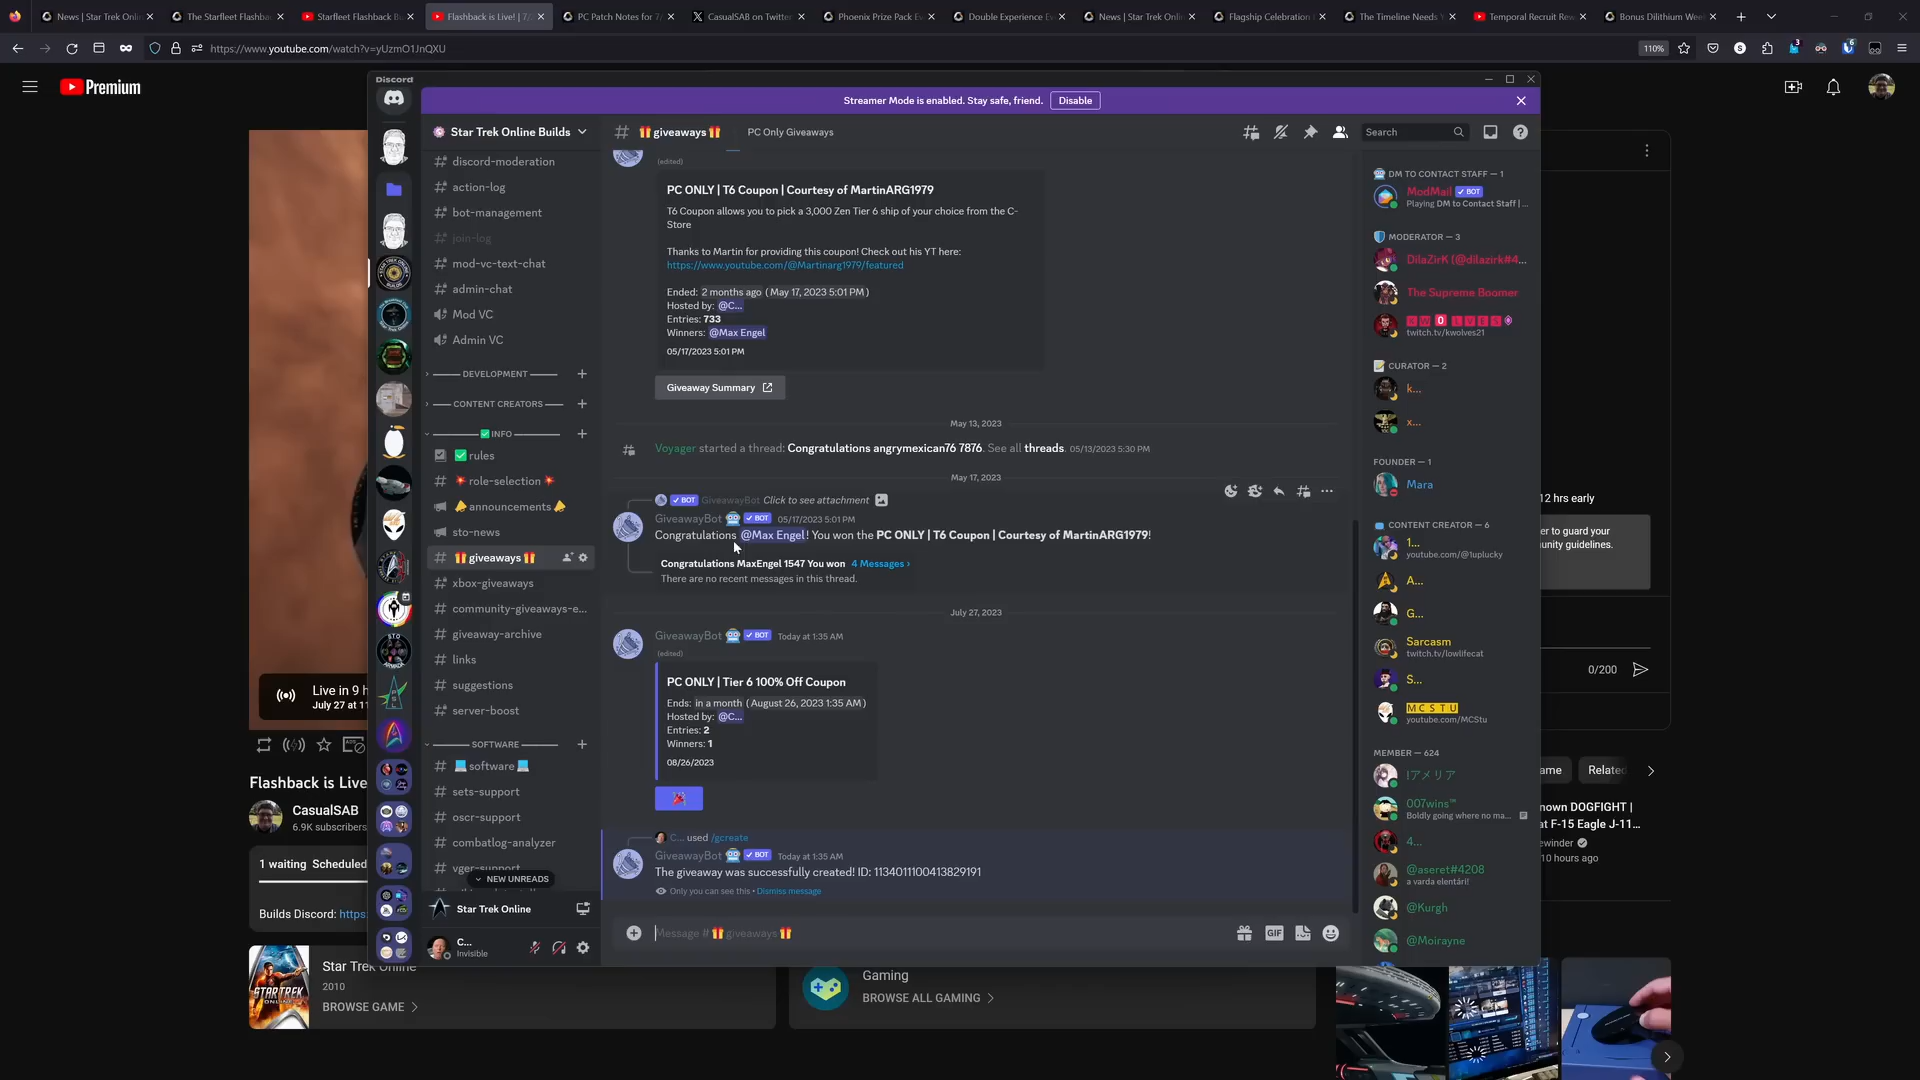 News | Star Trek Onli
The Starfleet Flashba
Starfleet Flashback Bu
Flashback is Live! | 7/2
PC Patch Notes for 7/
CasualSAB on Twitter
Phoenix Prize Pack Ev
Double Experience Ev
News | Star Trek Onlin
Flagship Celebration
The Timeline Needs Y
Temporal Recruit Rew
Bonus Dilithium Wee
https://www.youtube.com/watch?v=yUzmO1JnQXU
110%
Premium
Discord
Streamer Mode is enabled. Stay safe, friend.
Disable
Star Trek Online Builds
discord-moderation
action-log
bot-management
join-log
mod-vc-text-chat
admin-chat
Mod VC
Admin VC
DEVELOPMENT
CONTENT CREATORS
INFO
rules
role-selection
announcements
sto-news
giveaways
xbox-giveaways
community-giveaways-e...
giveaway-archive
links
suggestions
server-boost
SOFTWARE
software
sets-support
oscr-support
combatlog-analyzer
vger-support
NEW UNREADS
Star Trek Online
C...
Invisible
giveaways
PC Only Giveaways
Search
(edited)
PC ONLY | T6 Coupon | Courtesy of MartinARG1979
T6 Coupon allows you to pick a 3,000 Zen Tier 6 ship of your choice from the C-
Store
Thanks to Martin for providing this coupon! Check out his YT here:
https://www.youtube.com/@Martinarg1979/featured
Ended: 2 months ago (May 17, 2023 5:01 PM)
Hosted by: @C...
Entries: 733
Winners: @Max Engel
05/17/2023 5:01 PM
Giveaway Summary
May 13, 2023
Voyager started a thread: Congratulations angrymexican76 7876. See all threads. 05/13/2023 5:30 PM
May 17, 2023
BOT GiveawayBot Click to see attachment
GiveawayBot BOT 05/17/2023 5:01 PM
Congratulations @Max Engel! You won the PC ONLY | T6 Coupon | Courtesy of MartinARG1979!
Congratulations MaxEngel 1547 You won 4 Messages ›
There are no recent messages in this thread.
July 27, 2023
GiveawayBot BOT Today at 1:35 AM
(edited)
PC ONLY | Tier 6 100% Off Coupon
Ends: in a month (August 26, 2023 1:35 AM)
Hosted by: @C...
Entries: 2
Winners: 1
08/26/2023
C... used /gcreate
GiveawayBot BOT Today at 1:35 AM
The giveaway was successfully created! ID: 1134011100413829191
Only you can see this • Dismiss message
Message # giveaways
GIF
DM TO CONTACT STAFF — 1
ModMail BOT
Playing DM to Contact Staff | ...
MODERATOR — 3
DilaZirK (@dilazirk#4...
The Supreme Boomer
K W O L V E S
twitch.tv/kwolves21
CURATOR — 2
k...
x...
FOUNDER — 1
Mara
CONTENT CREATOR — 6
1...
youtube.com/@1uplucky
A...
G...
Sarcasm
twitch.tv/lowlifecat
S...
M C S T U
youtube.com/MCStu
MEMBER — 624
!アメリア
007wins™
Boldly going where no ma...
4...
@aseret#4208
a varda elentári!
@Kurgh
@Moirayne
Live in 9 h
July 27 at 11
Flashback is Live
CasualSAB
6.9K subscribers
1 waiting Scheduled
Builds Discord: https
Star Trek Online
2010
BROWSE GAME
Gaming
BROWSE ALL GAMING
12 hrs early
er to guard your
unity guidelines.
0/200
ame
Related
nown DOGFIGHT |
at F-15 Eagle J-11...
ewinder
10 hours ago
STAR TREK
ONLINE